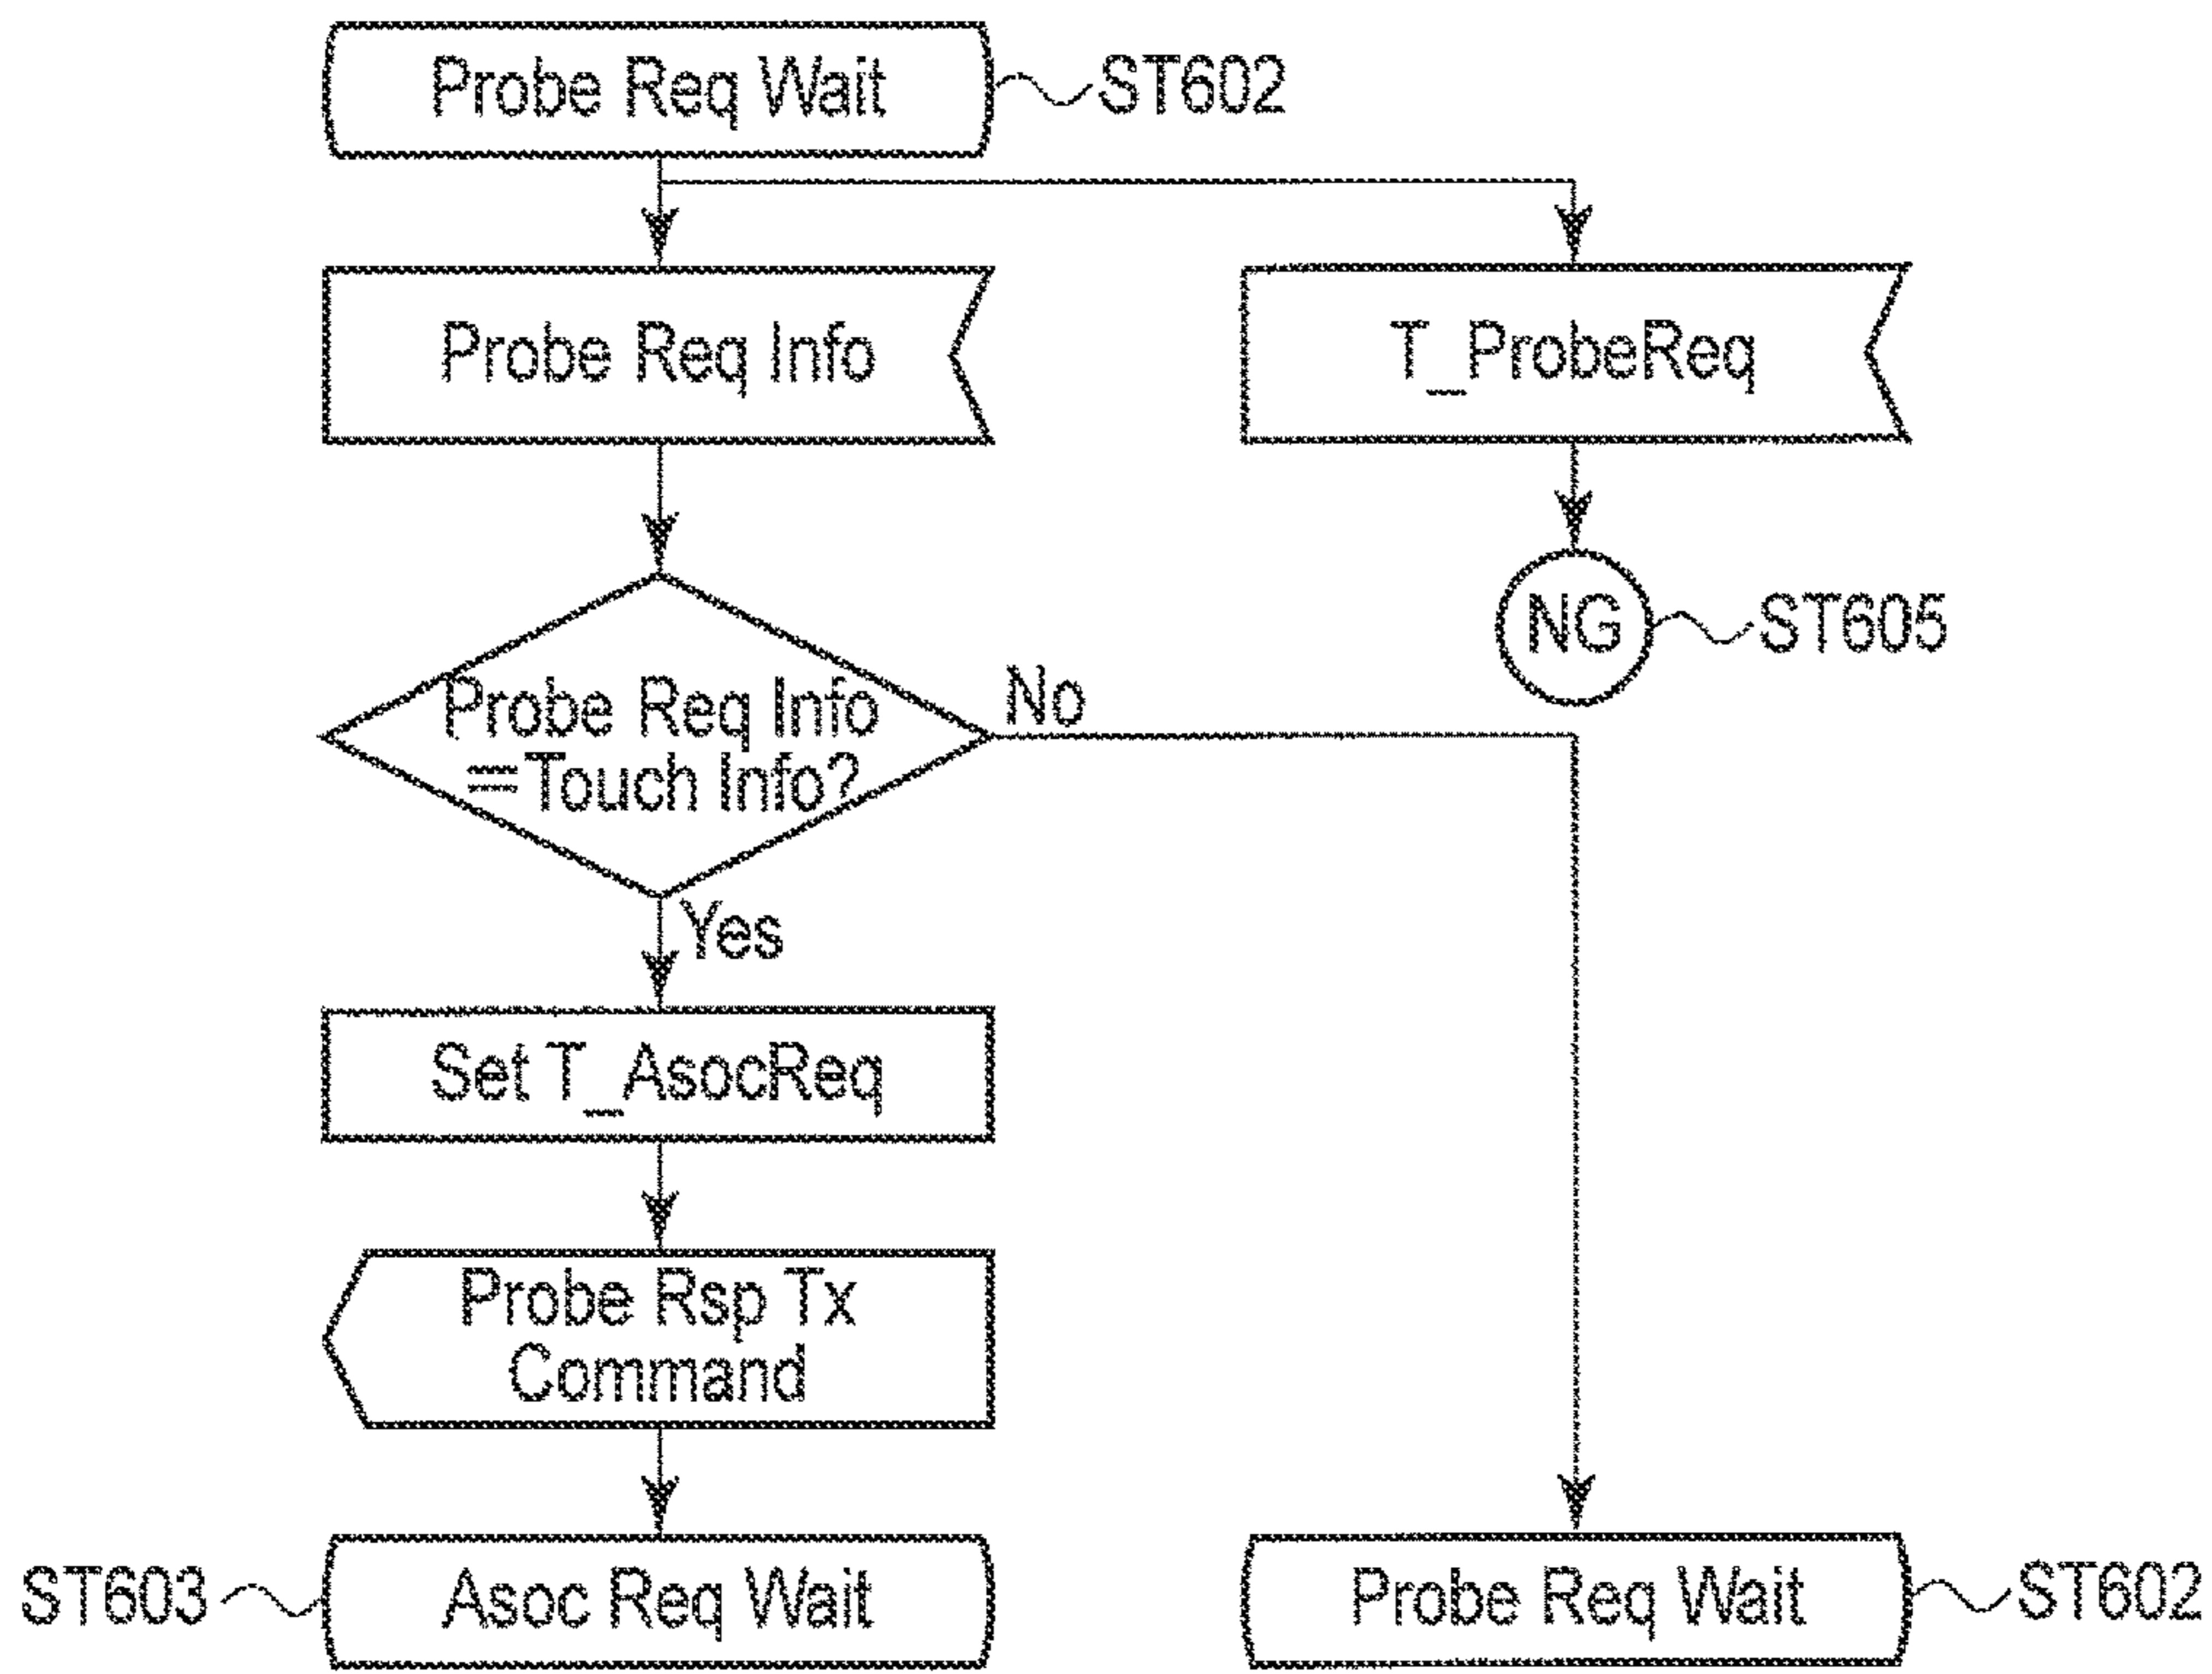 Probe Req Wait
ST602
Probe Req Info
T_ProbeReq
NG
ST605
Probe Req Info
=Touch Info?
No
Yes
Set T_AsocReq
Probe Rsp Tx
Command
ST603
Asoc Req Wait
Probe Req Wait
ST602